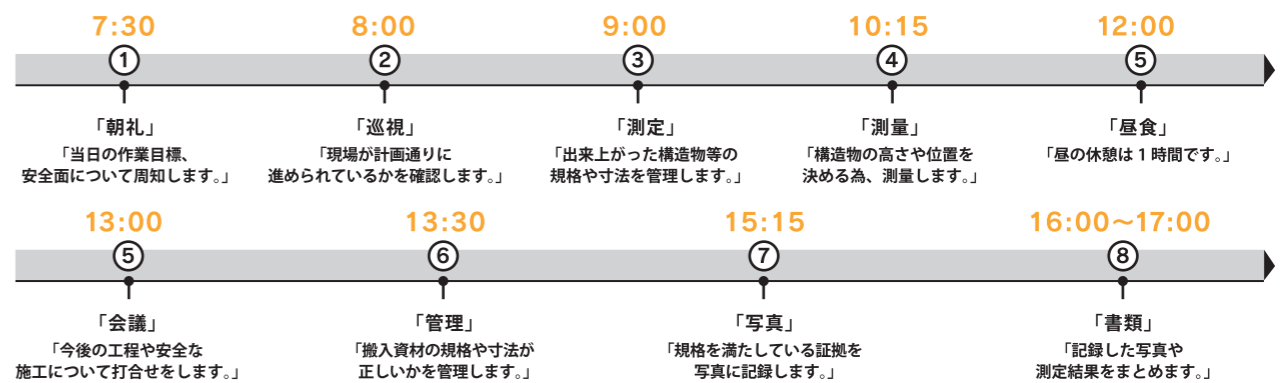 7:30
8:00
9:00
10:15
12:00
①
②
③
④
⑤
「朝礼」
「巡視」
「測定」
「測量」
「昼食」
「当日の作業目標、
安全面について周知します。」
「現場が計画通りに
進められているかを確認します。」
「出来上がった構造物等の
規格や寸法を管理します。」
「構造物の高さや位置を
決める為、測量します。」
「昼の休憩は1時間です。」
13:00
13:30
15:15
16:00～17:00
⑤
⑥
⑦
⑧
「会議」
「管理」
「写真」
「書類」
「今後の工程や安全な
施工について打合せをします。」
「搬入資材の規格や寸法が
正しいかを管理します。」
「規格を満たしている証拠を
写真に記録します。」
「記録した写真や
測定結果をまとめます。」